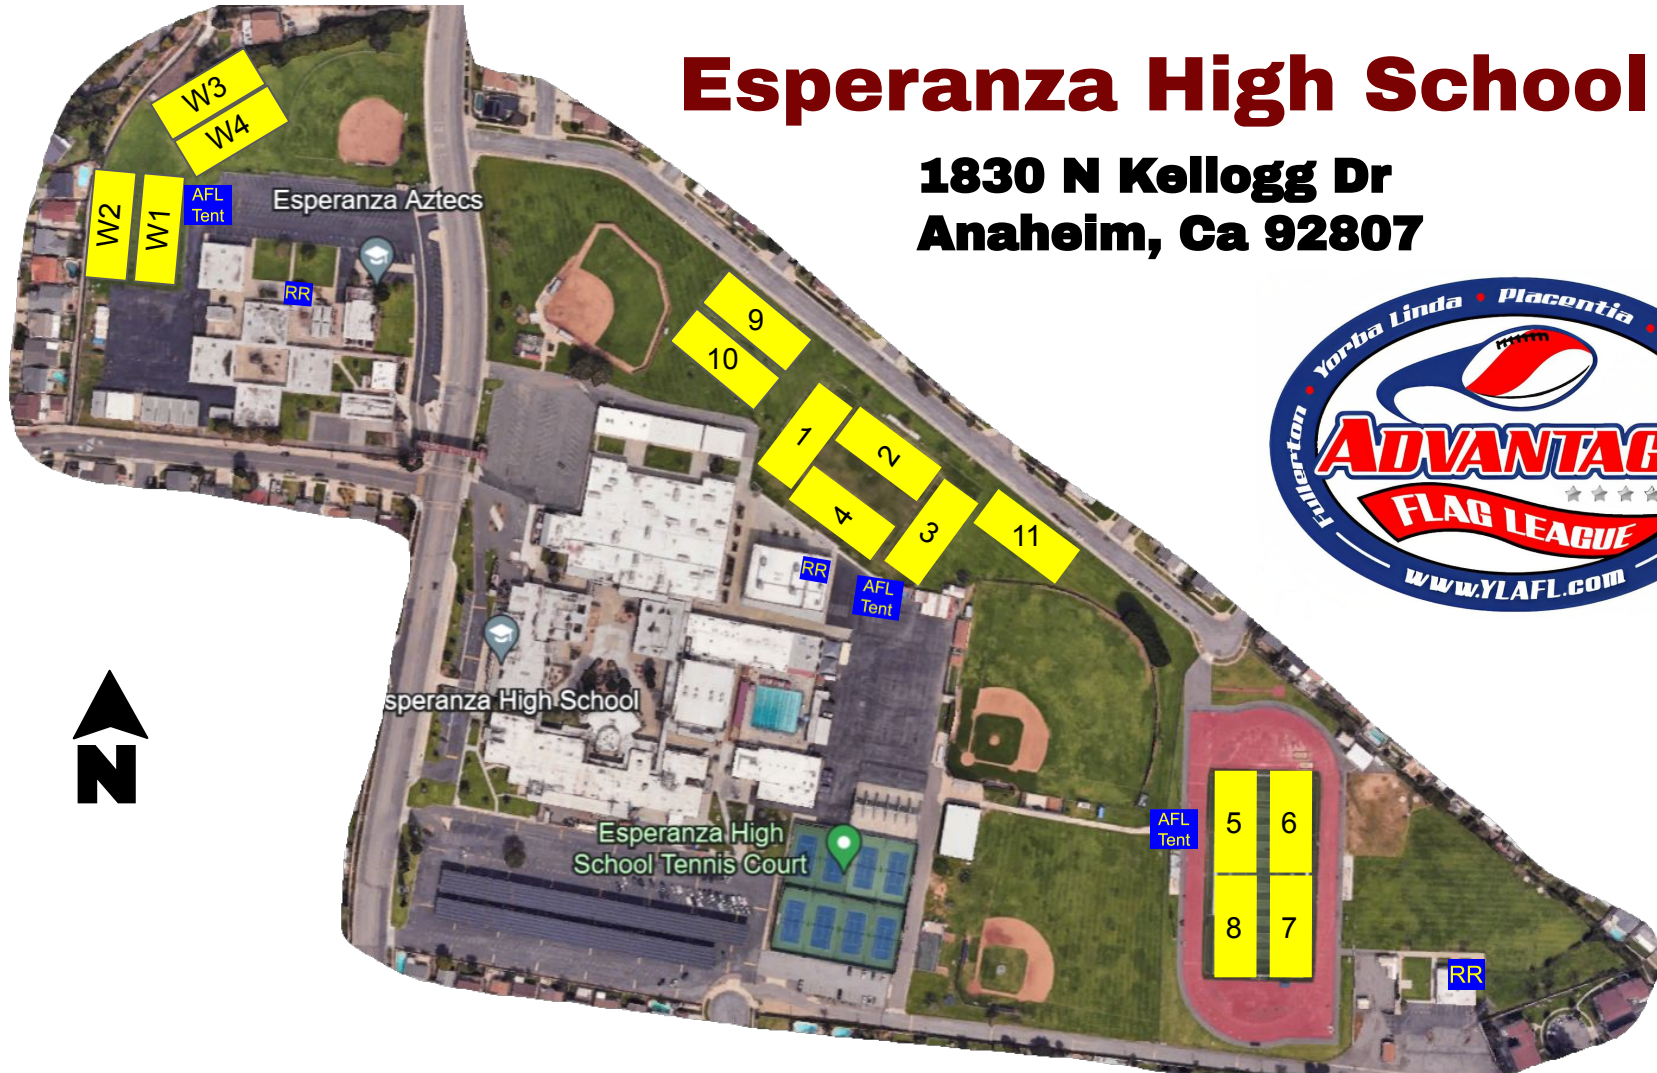 Esperanza High School
1830 N Kellogg Dr
Anaheim, Ca 92807
W3
W4
W2
W1
AFL
Tent
Esperanza Aztecs
RR
9
10
1
2
4
3
11
RR
AFL
Tent
Fullerton • Yorba Linda • Placentia •
ADVANTAG
FLAG LEAGUE
www.YLAFL.com
speranza High School
N
Esperanza High
School Tennis Court
AFL
Tent
5
6
8
7
RR